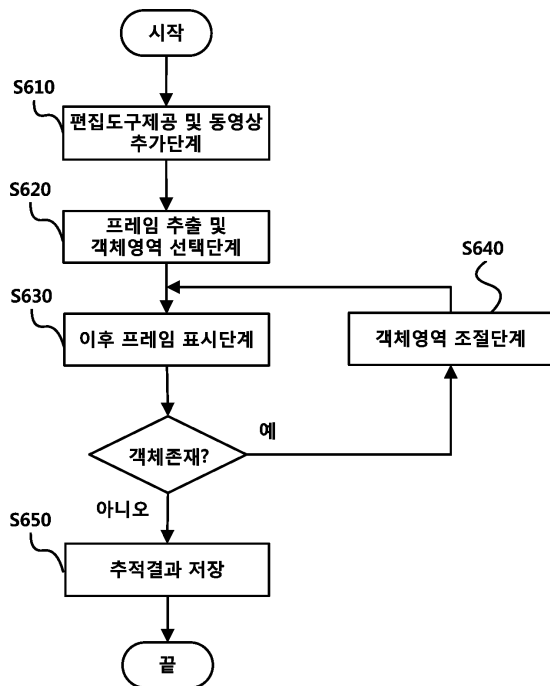 시작
S610
편집도구제공 및 동영상
추가단계
S620
프레임 추출 및
객체영역 선택단계
S640
S630
이후 프레임 표시단계
객체영역 조절단계
예
객체존재?
아니오
S650
추적결과 저장
끝